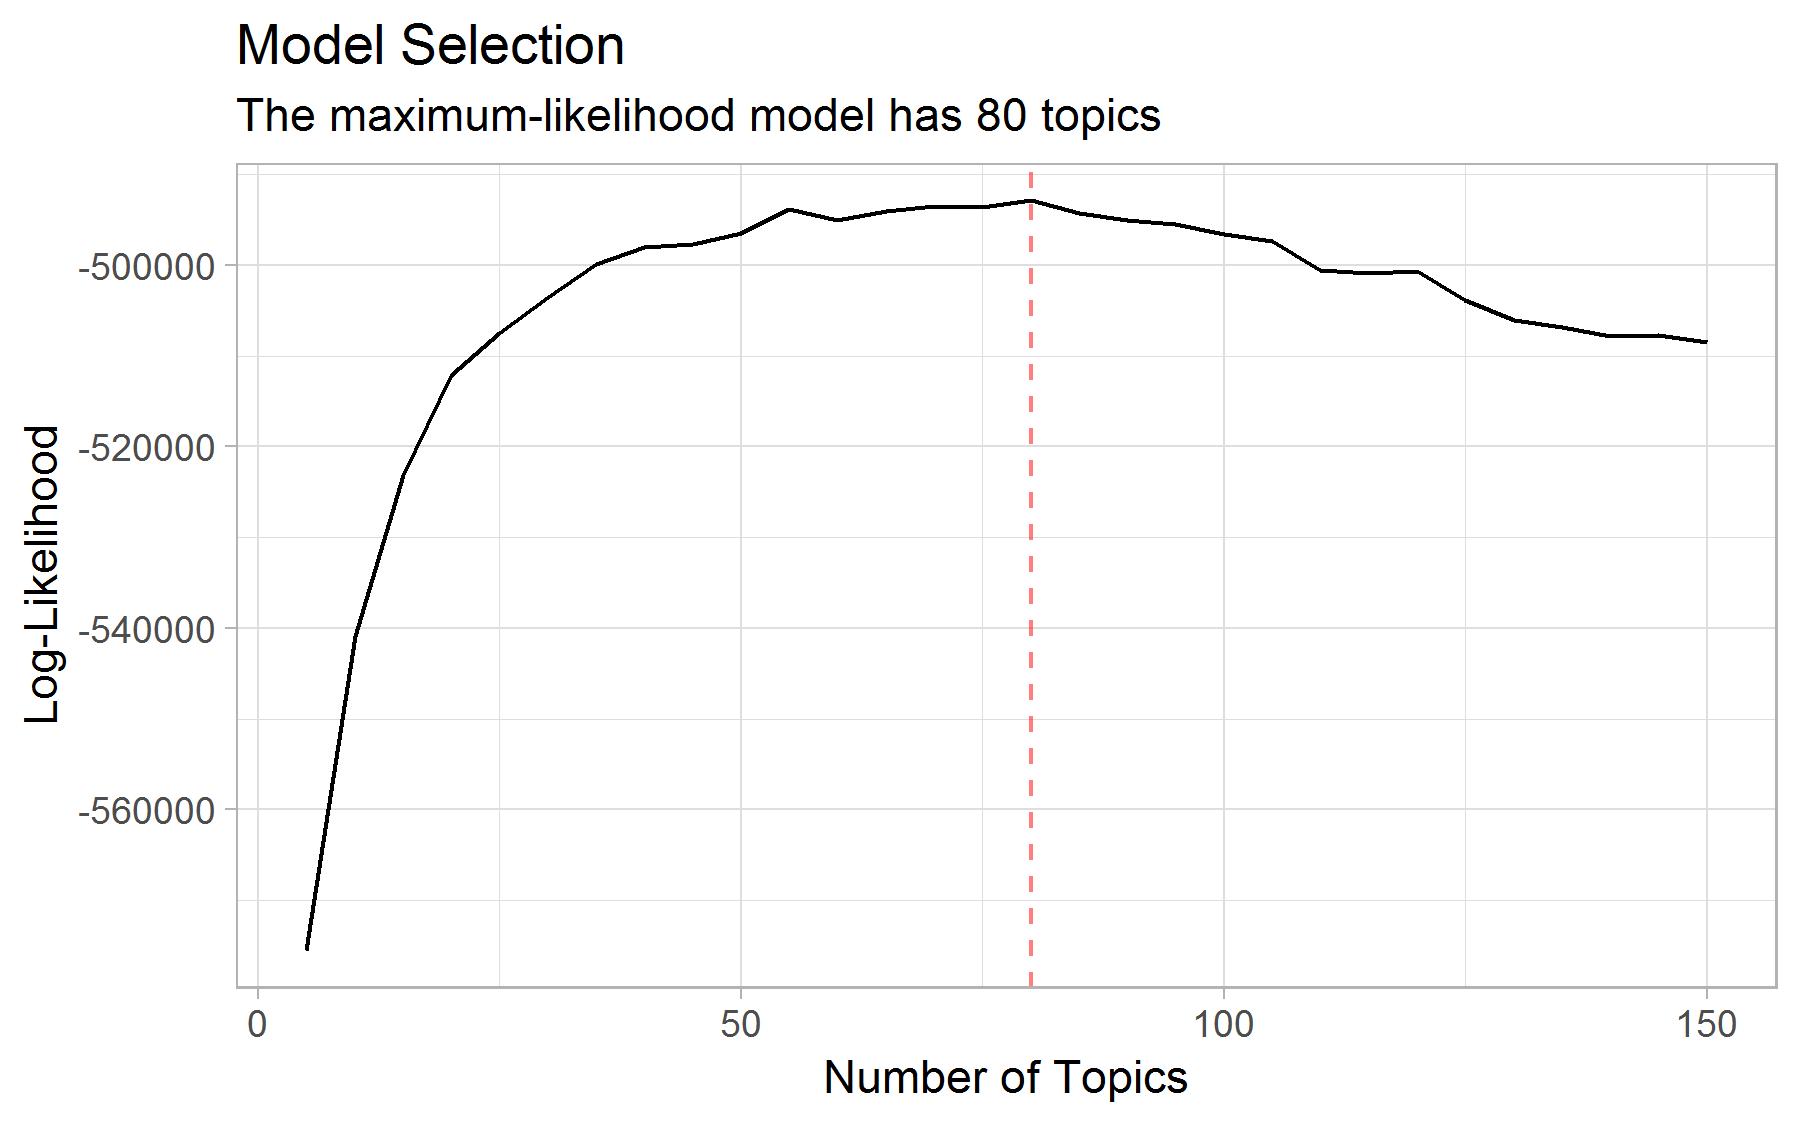 Model Selection
The maximum-likelihood model has 80 topics
Log-Likelihood
-500000
-520000
-540000
-560000
0 50 100 150
Number of Topics